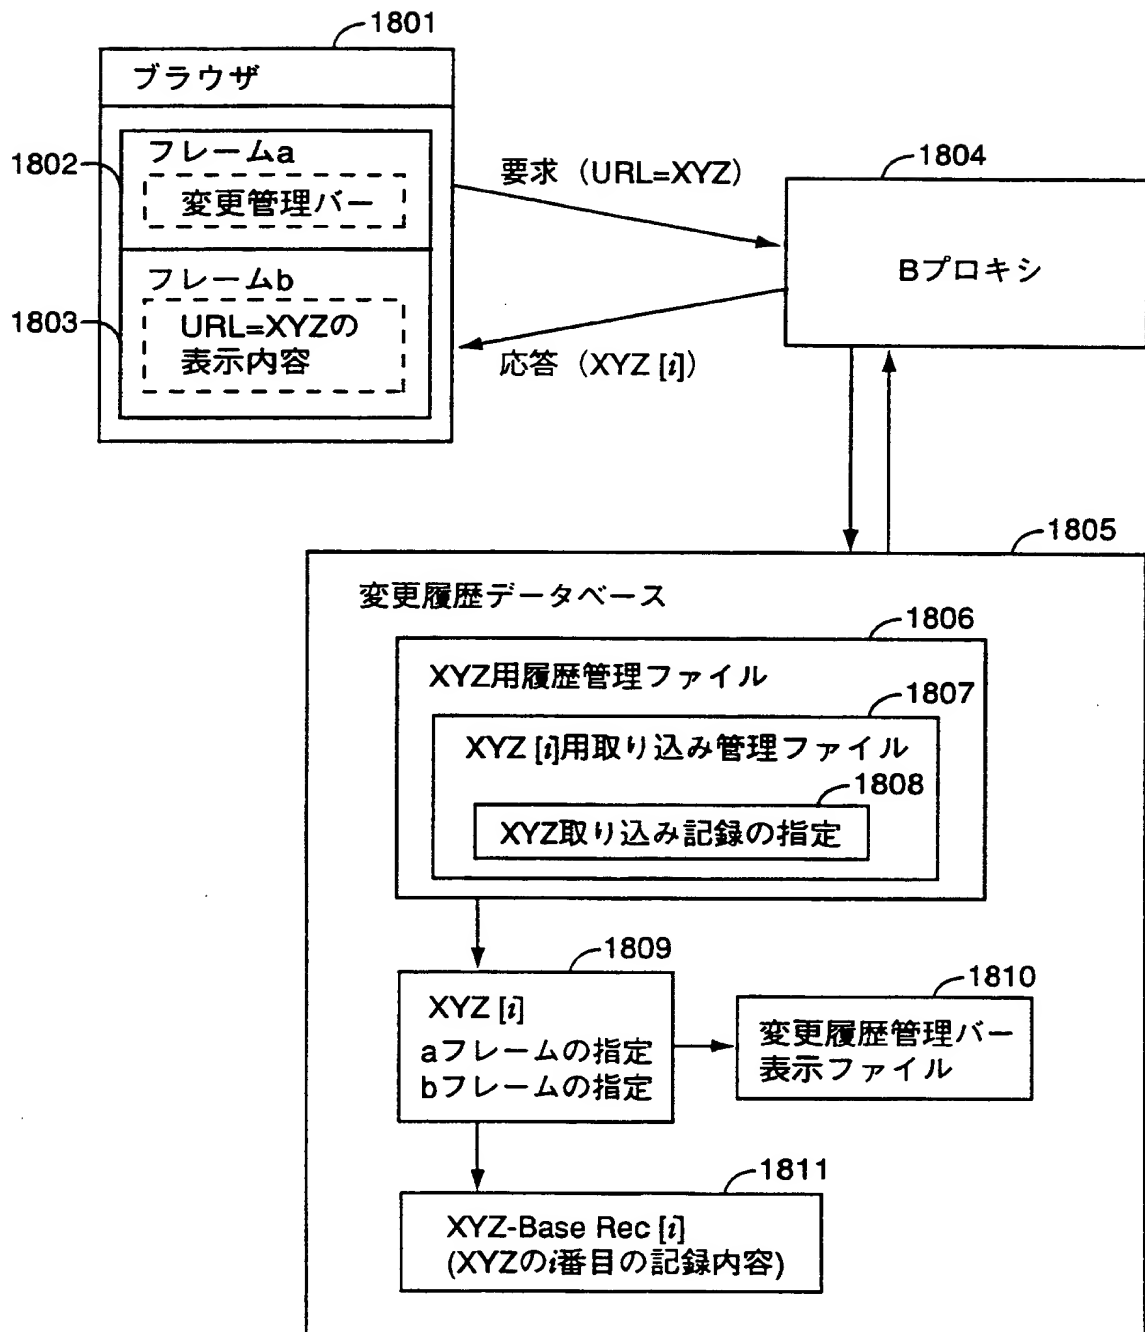 1801
ブラウザ
1802
フレームa
変更管理バー
フレームb
1803
URL=XYZの
表示内容
要求（URL=XYZ）
1804
Bプロキシ
応答（XYZ [i]）
1805
変更履歴データベース
1806
XYZ用履歴管理ファイル
1807
XYZ [i]用取り込み管理ファイル
1808
XYZ取り込み記録の指定
1809
XYZ [i]
aフレームの指定
bフレームの指定
1810
変更履歴管理バー
表示ファイル
1811
XYZ-Base Rec [i]
(XYZのi番目の記録内容)